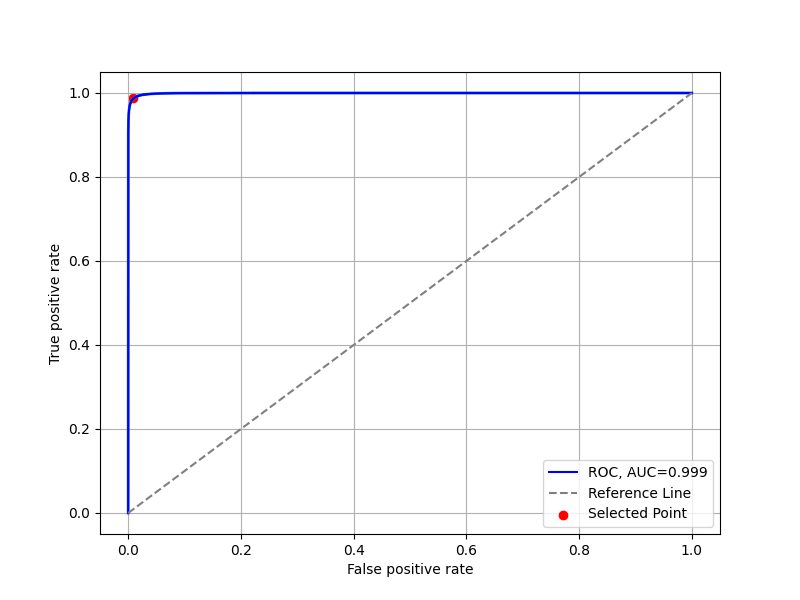 1.0
0.8
0.6
0.4
0.2
0.0
True positive rate
ROC, AUC=0.999
Reference Line
Selected Point
0.0 0.2 0.4 0.6 0.8 1.0
False positive rate